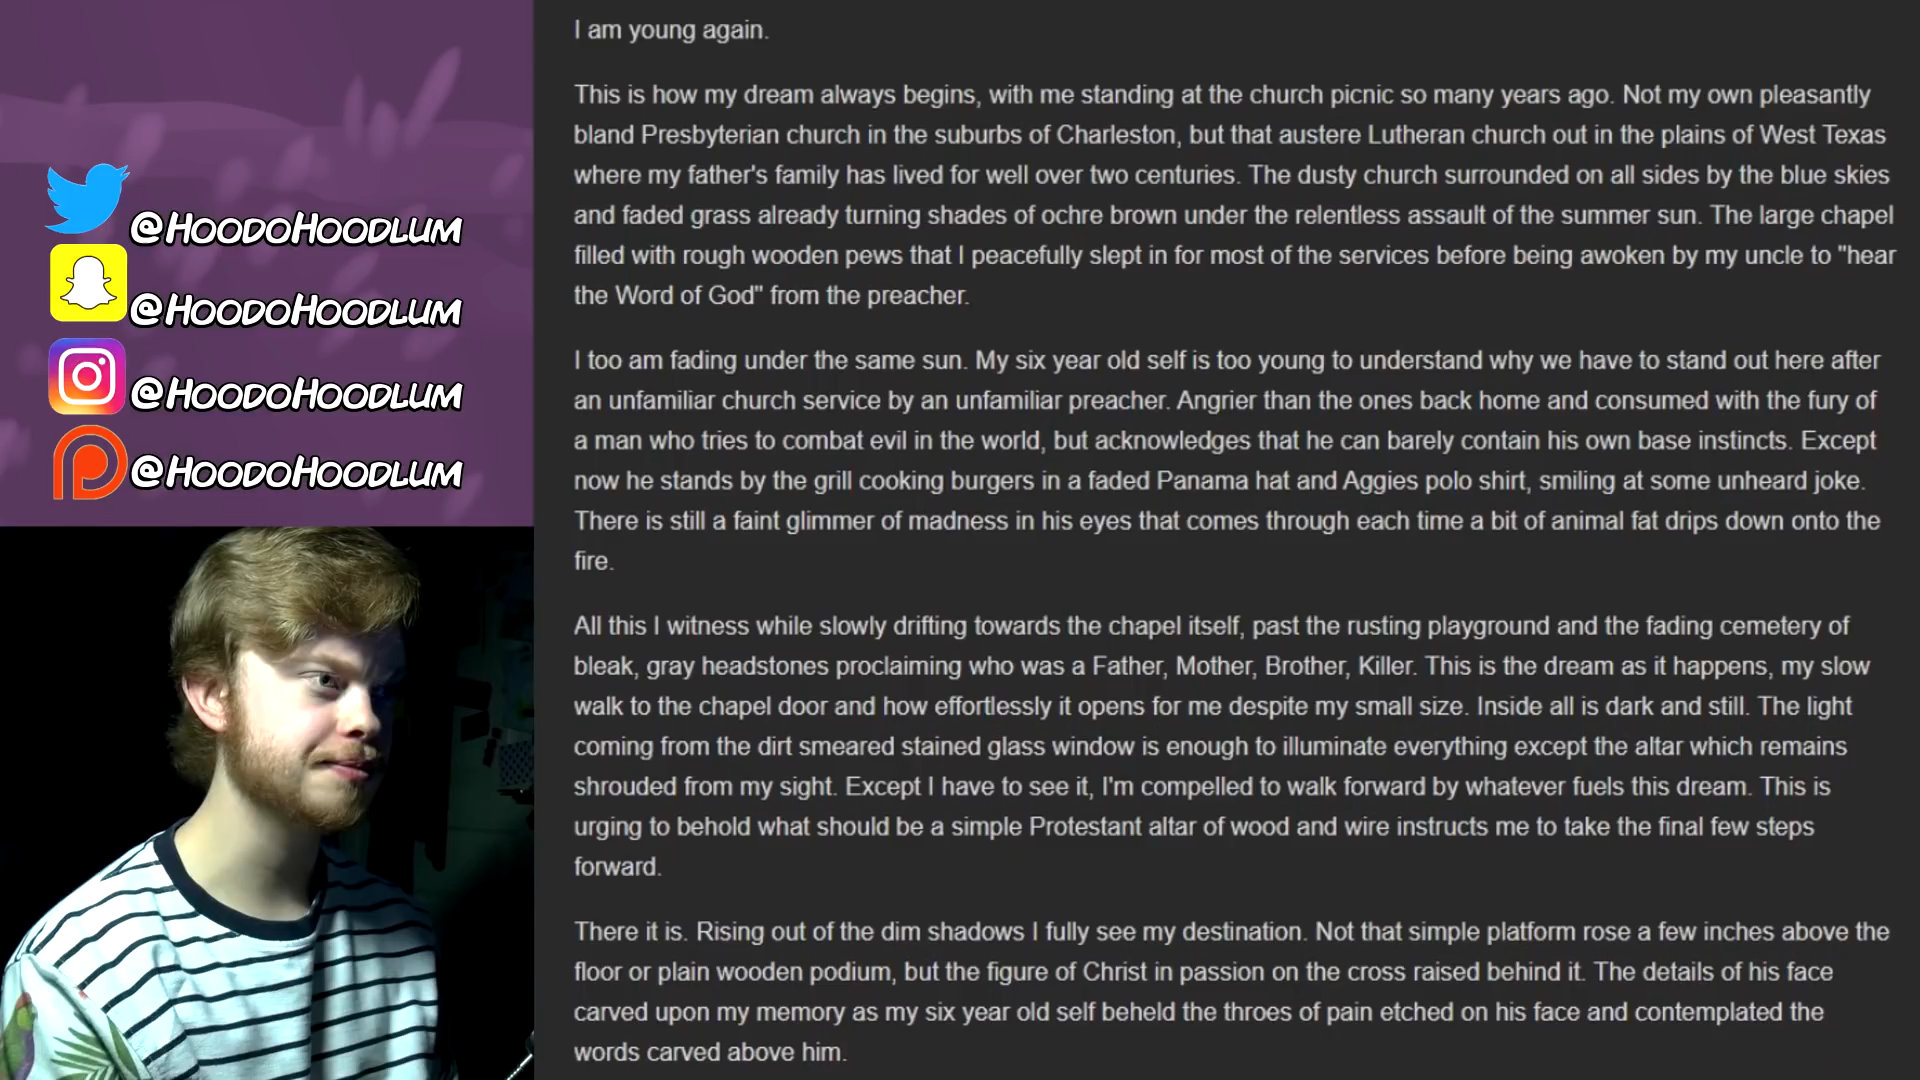 @HoodoHoodlum
@HoodoHoodlum
@HoodoHoodlum
@HoodoHoodlum
I am young again.
This is how my dream always begins, with me standing at the church picnic so many years ago. Not my own pleasantly
bland Presbyterian church in the suburbs of Charleston, but that austere Lutheran church out in the plains of West Texas
where my father's family has lived for well over two centuries. The dusty church surrounded on all sides by the blue skies
and faded grass already turning shades of ochre brown under the relentless assault of the summer sun. The large chapel
filled with rough wooden pews that I peacefully slept in for most of the services before being awoken by my uncle to "hear
the Word of God" from the preacher.
I too am fading under the same sun. My six year old self is too young to understand why we have to stand out here after
an unfamiliar church service by an unfamiliar preacher. Angrier than the ones back home and consumed with the fury of
a man who tries to combat evil in the world, but acknowledges that he can barely contain his own base instincts. Except
now he stands by the grill cooking burgers in a faded Panama hat and Aggies polo shirt, smiling at some unheard joke.
There is still a faint glimmer of madness in his eyes that comes through each time a bit of animal fat drips down onto the
fire.
All this I witness while slowly drifting towards the chapel itself, past the rusting playground and the fading cemetery of
bleak, gray headstones proclaiming who was a Father, Mother, Brother, Killer. This is the dream as it happens, my slow
walk to the chapel door and how effortlessly it opens for me despite my small size. Inside all is dark and still. The light
coming from the dirt smeared stained glass window is enough to illuminate everything except the altar which remains
shrouded from my sight. Except I have to see it, I'm compelled to walk forward by whatever fuels this dream. This is
urging to behold what should be a simple Protestant altar of wood and wire instructs me to take the final few steps
forward.
There it is. Rising out of the dim shadows I fully see my destination. Not that simple platform rose a few inches above the
floor or plain wooden podium, but the figure of Christ in passion on the cross raised behind it. The details of his face
carved upon my memory as my six year old self beheld the throes of pain etched on his face and contemplated the
words carved above him.